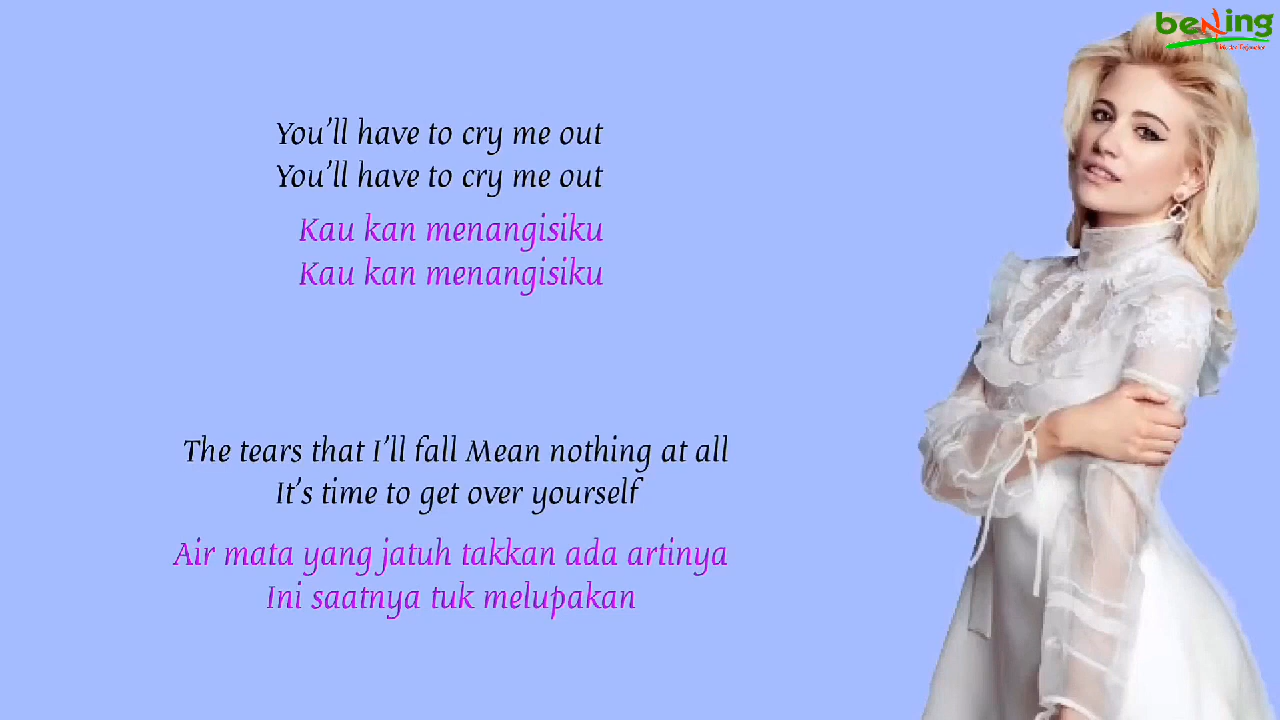 beNing
You'll have to cry me out
You'll have to cry me out
Kau kan menangisiku
Kau kan menangisiku
The tears that I'll fall Mean nothing at all
It's time to get over yourself
Air mata yang jatuh takkan ada artinya
Ini saatnya tuk melupakan